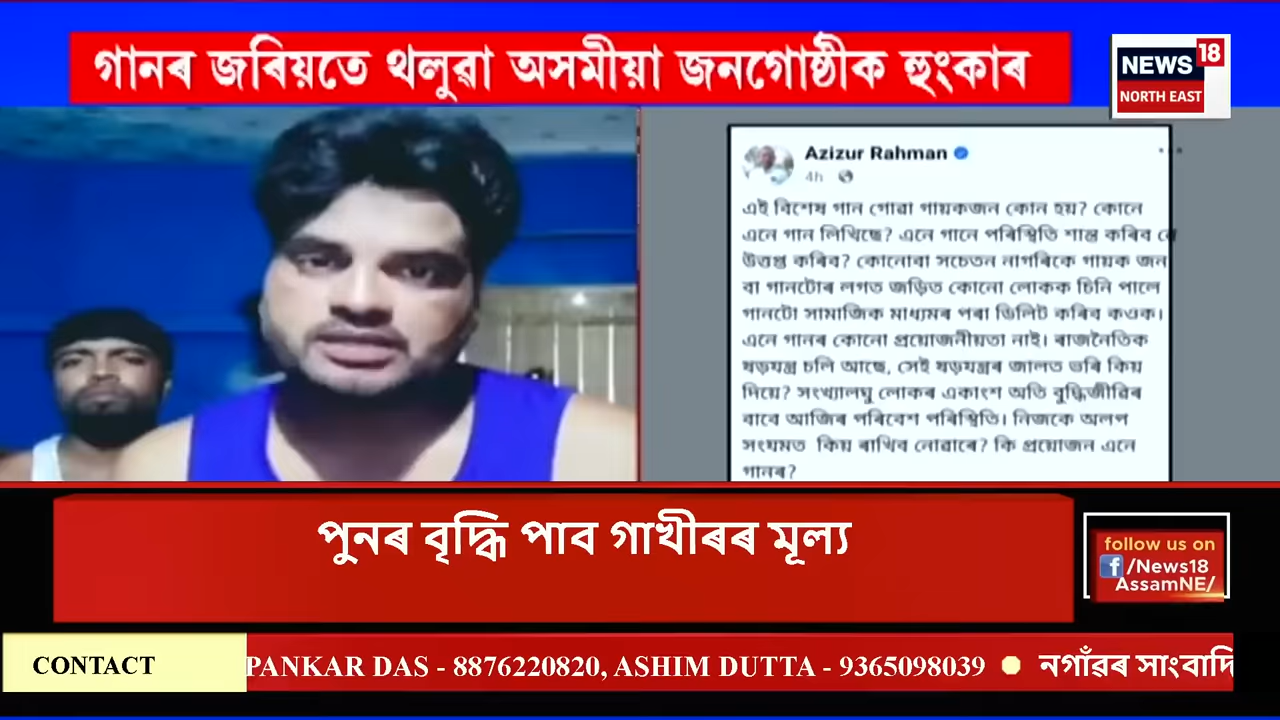 গানৰ জৰিয়তে থলুৱা অসমীয়া জনগোষ্ঠীক হুংকাৰ
NEWS 18
NORTH EAST
Azizur Rahman
4h
এই বিশেষ গান গোৱা গায়কজন কোন হয়? কোনে
এনে গান লিখিছে? এনে গানে পৰিস্থিতি শান্ত কৰিব নে
উত্তপ্ত কৰিব? কোনোবা সচেতন নাগৰিকে গায়ক জন
বা গানটোৰ লগত জড়িত কোনো লোকক চিনি পালে
গানটো সামাজিক মাধ্যমৰ পৰা ডিলিট কৰিব কওক।
এনে গানৰ কোনো প্ৰয়োজনীয়তা নাই। ৰাজনৈতিক
ষড়যন্ত্ৰ চলি আছে, সেই ষড়যন্ত্ৰৰ জালত ভৰি কিয়
দিয়ে? সংখ্যালঘু লোকৰ একাংশ অতি বুদ্ধিজীৱিৰ
বাবে আজিৰ পৰিবেশ পৰিস্থিতি। নিজকে অলপ
সংযমত কিয় ৰাখিব নোৱাৰে? কি প্ৰয়োজন এনে
গানৰ?
পুনৰ বৃদ্ধি পাব গাখীৰৰ মূল্য
follow us on
f /News18
AssamNE/
CONTACT
PANKAR DAS - 8876220820, ASHIM DUTTA - 9365098039 নগাঁৱৰ সাংবাদি